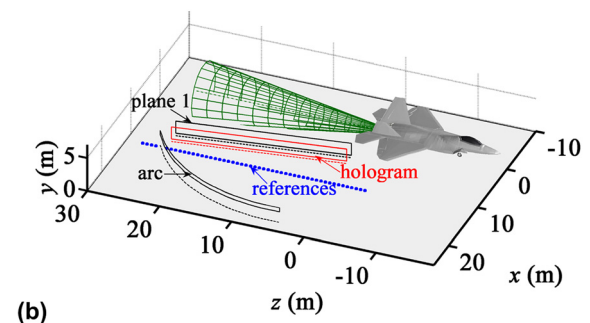 plane 1
hologram
references
arc
y (m)
5
0
30
20
10
0
-10
z (m)
-10
0
10
20
x (m)
(b)